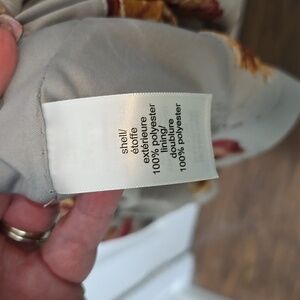 shell/
étoffe
extérieure
100% polyester
lining/
doublure
100% polyester